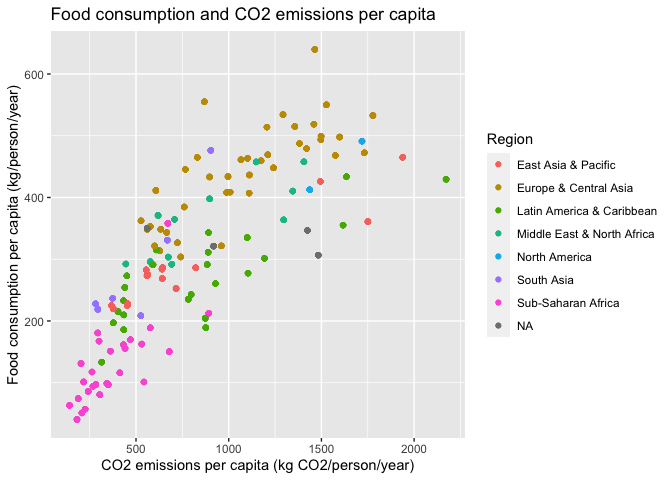 Food consumption and CO2 emissions per capita
Food consumption per capita (kg/person/year)
600
400
200
500
1000
1500
2000
CO2 emissions per capita (kg CO2/person/year)
Region
East Asia & Pacific
Europe & Central Asia
Latin America & Caribbean
Middle East & North Africa
North America
South Asia
Sub-Saharan Africa
NA